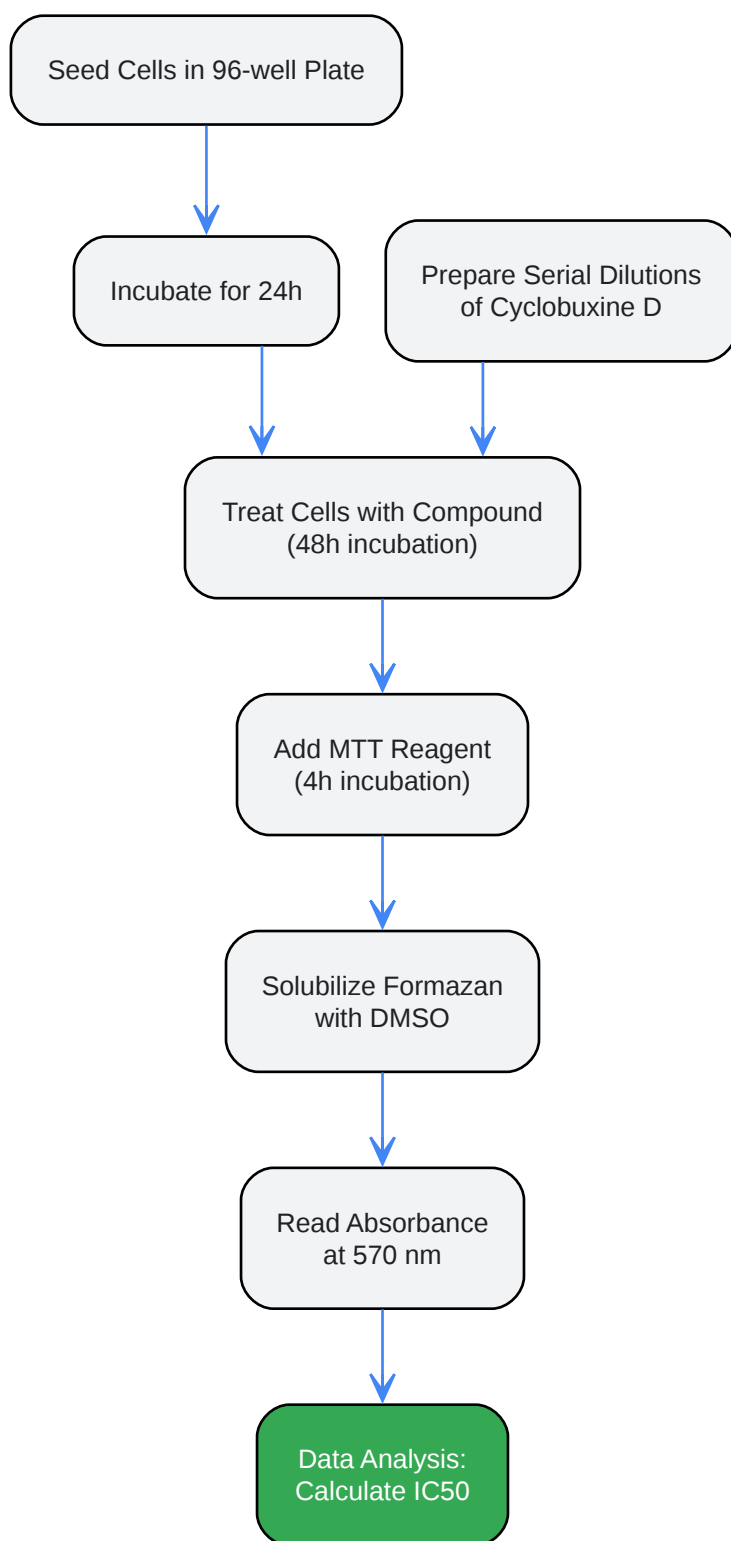 Seed Cells in 96-well Plate
Incubate for 24h
Prepare Serial Dilutions
of Cyclobuxine D
Treat Cells with Compound
(48h incubation)
Add MTT Reagent
(4h incubation)
Solubilize Formazan
with DMSO
Read Absorbance
at 570 nm
Data Analysis:
Calculate IC50